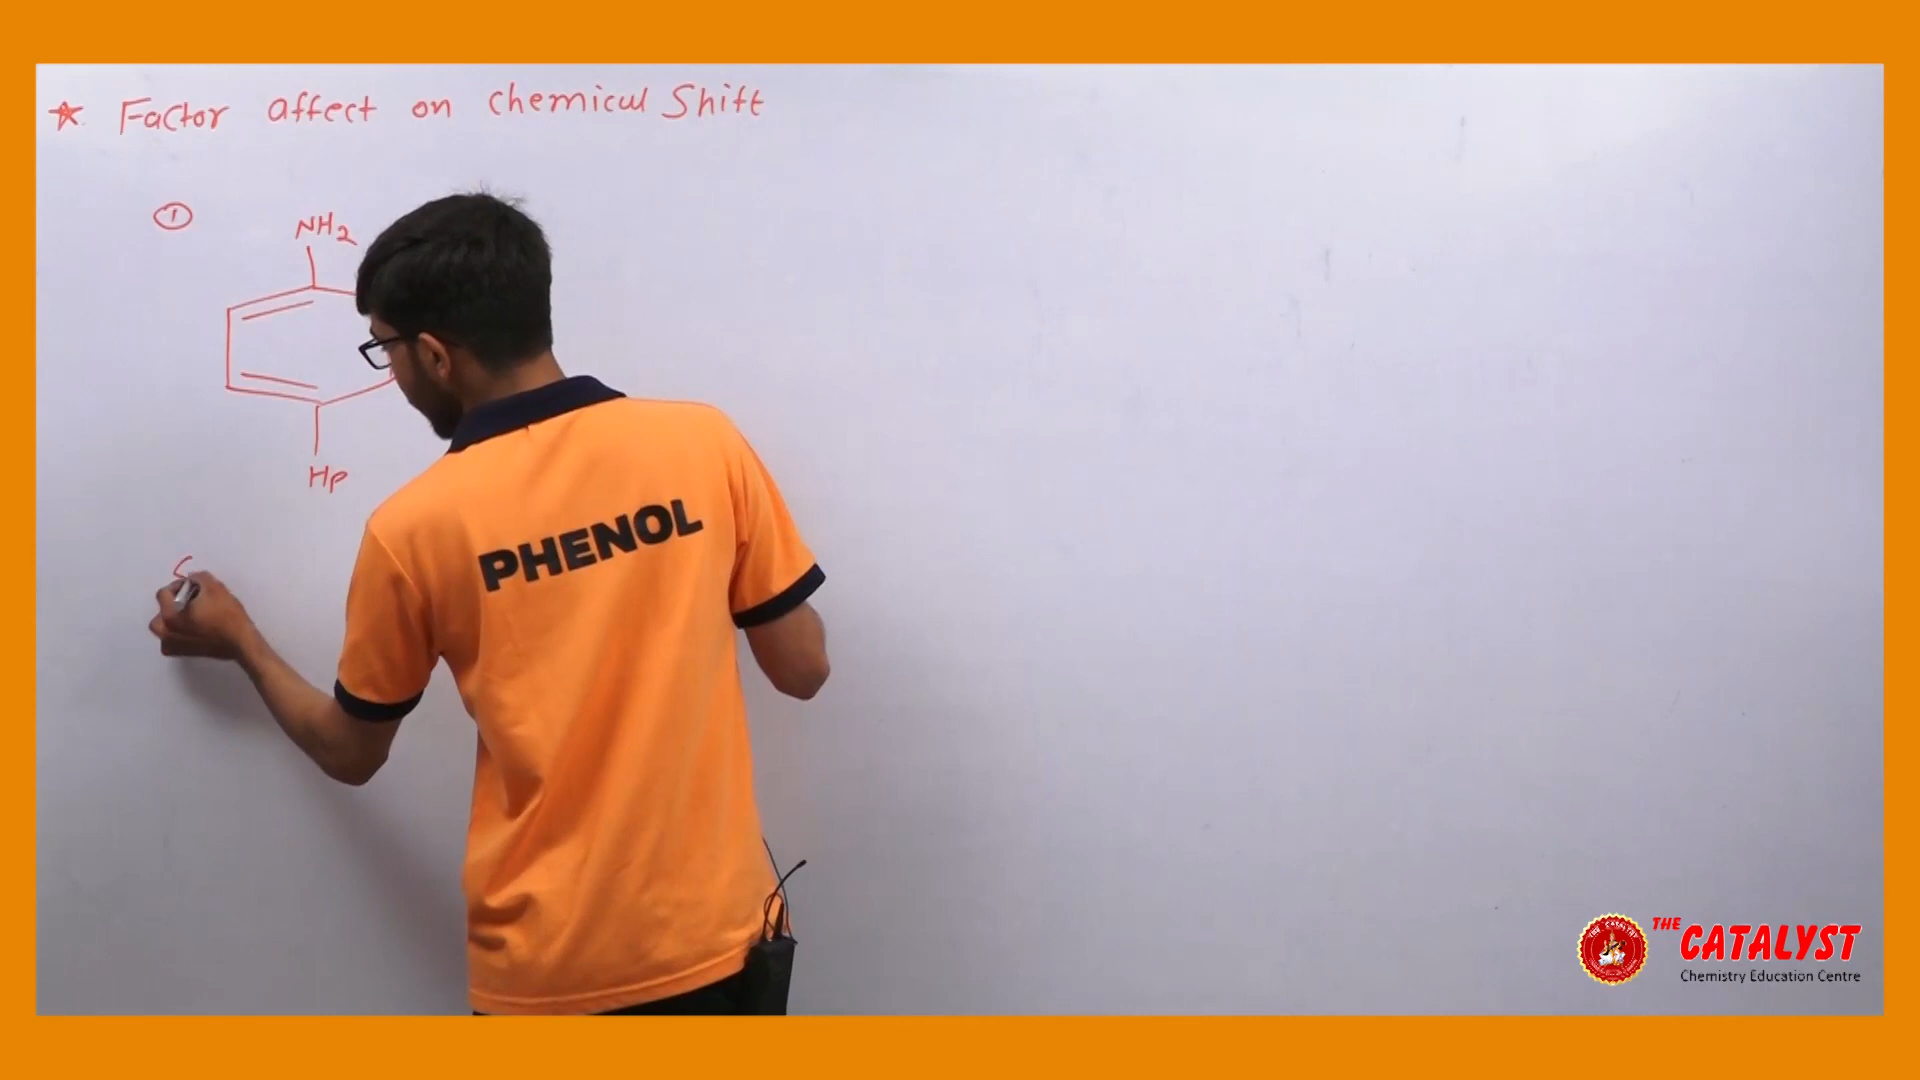 ★ Factor affect on chemical Shift
①
NH2
Hp
PHENOL
THE
CATALYST
Chemistry Education Centre